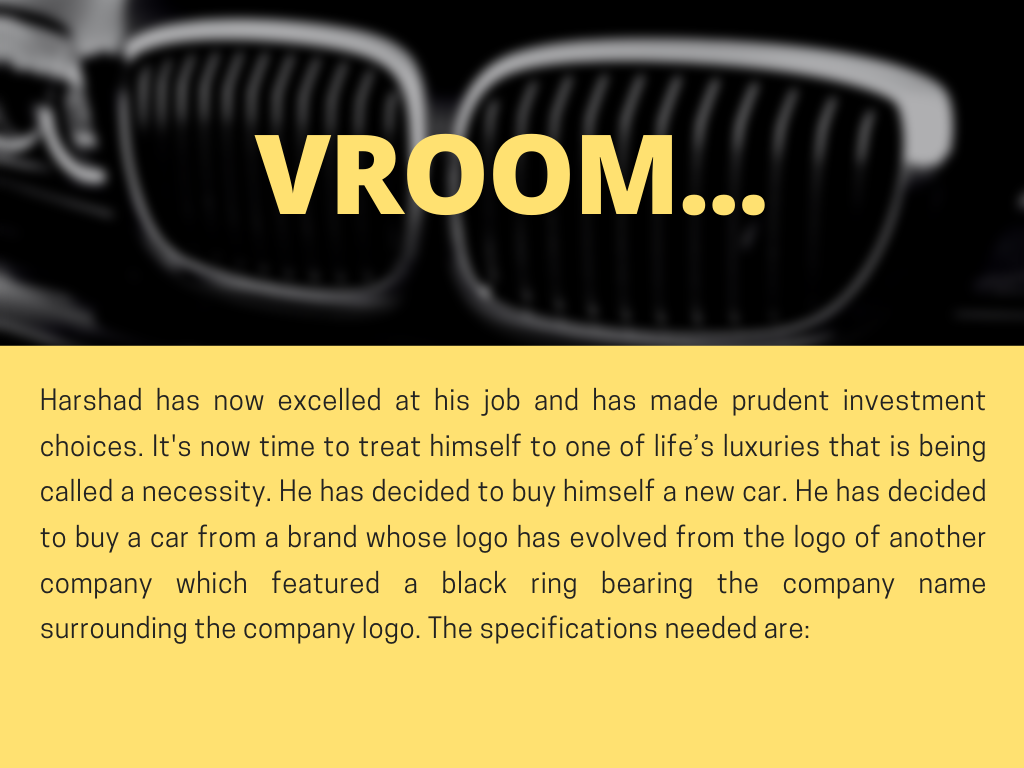 VROOM...
Harshad has now excelled at his job and has made prudent investment
choices. It's now time to treat himself to one of life’s luxuries that is being
called a necessity. He has decided to buy himself a new car. He has decided
to buy a car from a brand whose logo has evolved from the logo of another
company which featured a black ring bearing the company name
surrounding the company logo. The specifications needed are: